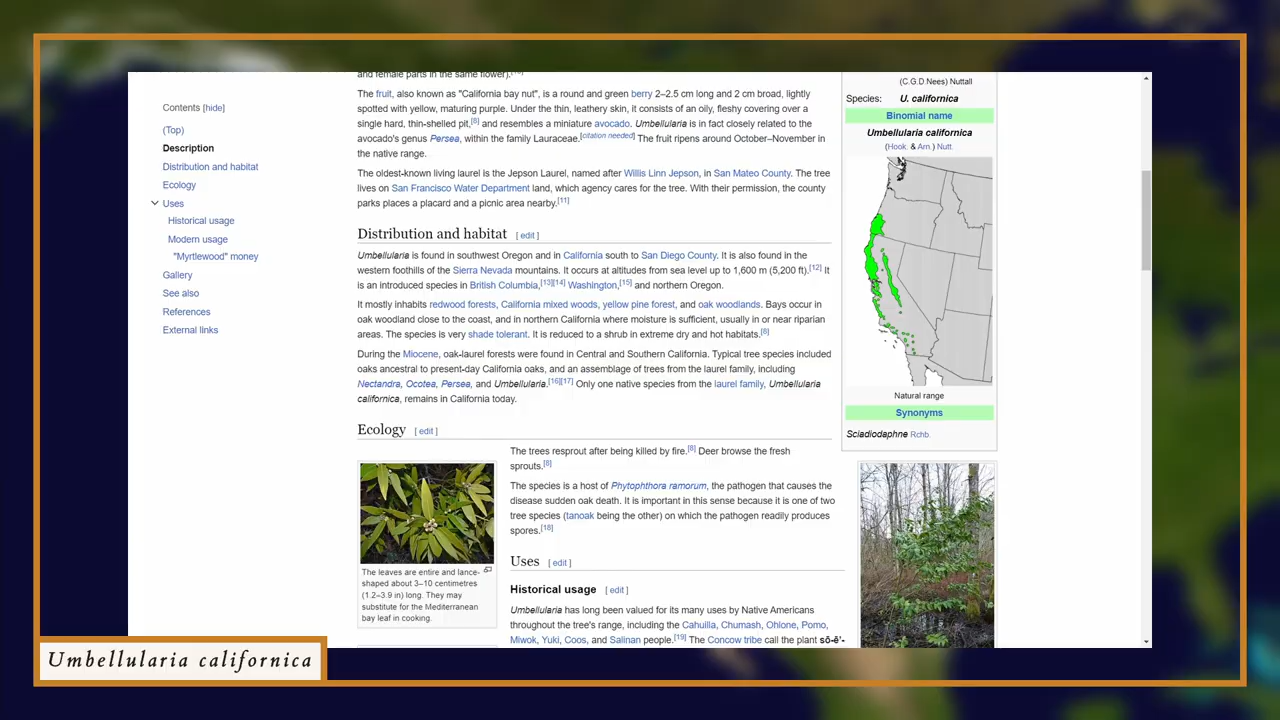 and female parts in the same flower).
The fruit, also known as "California bay nut", is a round and green berry 2–2.5 cm long and 2 cm broad, lightly
spotted with yellow, maturing purple. Under the thin, leathery skin, it consists of an oily, fleshy covering over a
single hard, thin-shelled pit,[8] and resembles a miniature avocado. Umbellularia is in fact closely related to the
avocado's genus Persea, within the family Lauraceae.[citation needed] The fruit ripens around October–November in
the native range.
The oldest-known living laurel is the Jepson Laurel, named after Willis Linn Jepson, in San Mateo County. The tree
lives on San Francisco Water Department land, which agency cares for the tree. With their permission, the county
parks places a placard and a picnic area nearby.[11]
Distribution and habitat [ edit ]
Umbellularia is found in southwest Oregon and in California south to San Diego County. It is also found in the
western foothills of the Sierra Nevada mountains. It occurs at altitudes from sea level up to 1,600 m (5,200 ft).[12] It
is an introduced species in British Columbia,[13][14] Washington,[15] and northern Oregon.
It mostly inhabits redwood forests, California mixed woods, yellow pine forest, and oak woodlands. Bays occur in
oak woodland close to the coast, and in northern California where moisture is sufficient, usually in or near riparian
areas. The species is very shade tolerant. It is reduced to a shrub in extreme dry and hot habitats.[8]
During the Miocene, oak-laurel forests were found in Central and Southern California. Typical tree species included
oaks ancestral to present-day California oaks, and an assemblage of trees from the laurel family, including
Nectandra, Ocotea, Persea, and Umbellularia.[16][17] Only one native species from the laurel family, Umbellularia
californica, remains in California today.
Ecology [ edit ]
The trees resprout after being killed by fire.[8] Deer browse the fresh
sprouts.[8]
The species is a host of Phytophthora ramorum, the pathogen that causes the
disease sudden oak death. It is important in this sense because it is one of two
tree species (tanoak being the other) on which the pathogen readily produces
spores.[18]
The leaves are entire and lance-
shaped about 3–10 centimetres
(1.2–3.9 in) long. They may
substitute for the Mediterranean
bay leaf in cooking.
Uses [ edit ]
Historical usage [ edit ]
Umbellularia has long been valued for its many uses by Native Americans
throughout the tree's range, including the Cahuilla, Chumash, Ohlone, Pomo,
Miwok, Yuki, Coos, and Salinan people.[19] The Concow tribe call the plant sō-ē'-
Contents [hide]
(Top)
Description
Distribution and habitat
Ecology
Uses
Historical usage
Modern usage
"Myrtlewood" money
Gallery
See also
References
External links
(C.G.D.Nees) Nuttall
Species: U. californica
Binomial name
Umbellularia californica
(Hook. & Arn.) Nutt.
Natural range
Synonyms
Sciadiodaphne Rchb.
Umbellularia californica